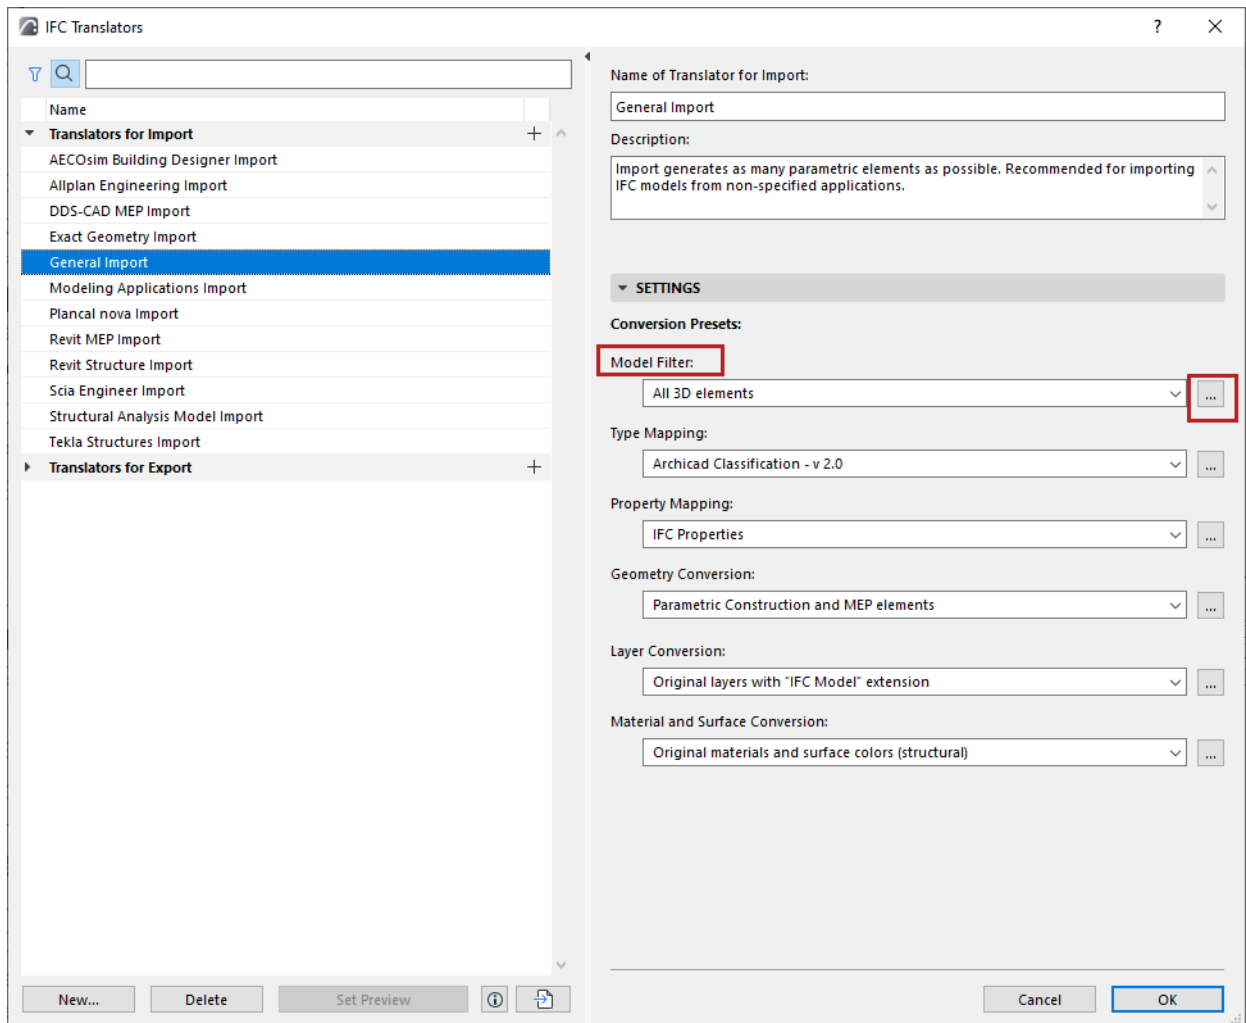 IFC Translators
?
Name
Translators for Import
AECOsim Building Designer Import
Allplan Engineering Import
DDS-CAD MEP Import
Exact Geometry Import
General Import
Modeling Applications Import
Plancal nova Import
Revit MEP Import
Revit Structure Import
Scia Engineer Import
Structural Analysis Model Import
Tekla Structures Import
Translators for Export
New...
Delete
Set Preview
Name of Translator for Import:
General Import
Description:
Import generates as many parametric elements as possible. Recommended for importing
IFC models from non-specified applications.
SETTINGS
Conversion Presets:
Model Filter:
All 3D elements
...
Type Mapping:
Archicad Classification - v 2.0
...
Property Mapping:
IFC Properties
...
Geometry Conversion:
Parametric Construction and MEP elements
...
Layer Conversion:
Original layers with "IFC Model" extension
...
Material and Surface Conversion:
Original materials and surface colors (structural)
...
Cancel
OK